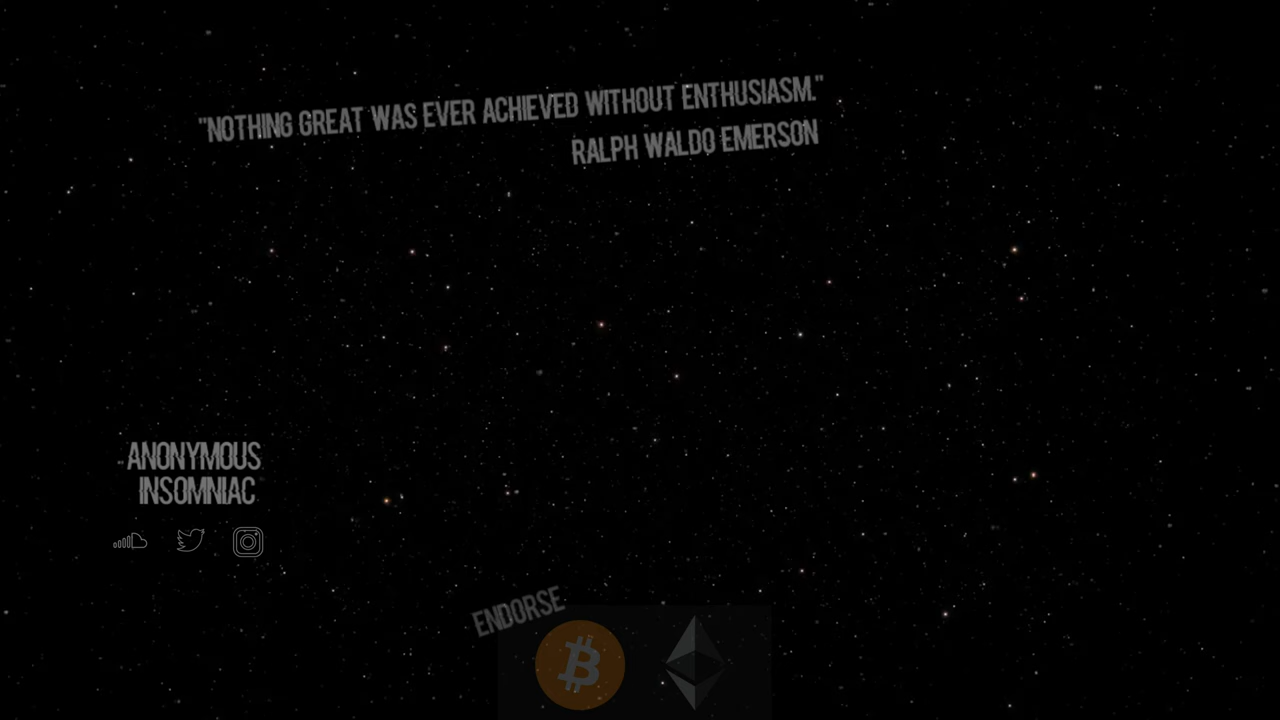 "NOTHING GREAT WAS EVER ACHIEVED WITHOUT ENTHUSIASM."
RALPH WALDO EMERSON
ANONYMOUS
INSOMNIAC
ENDORSE